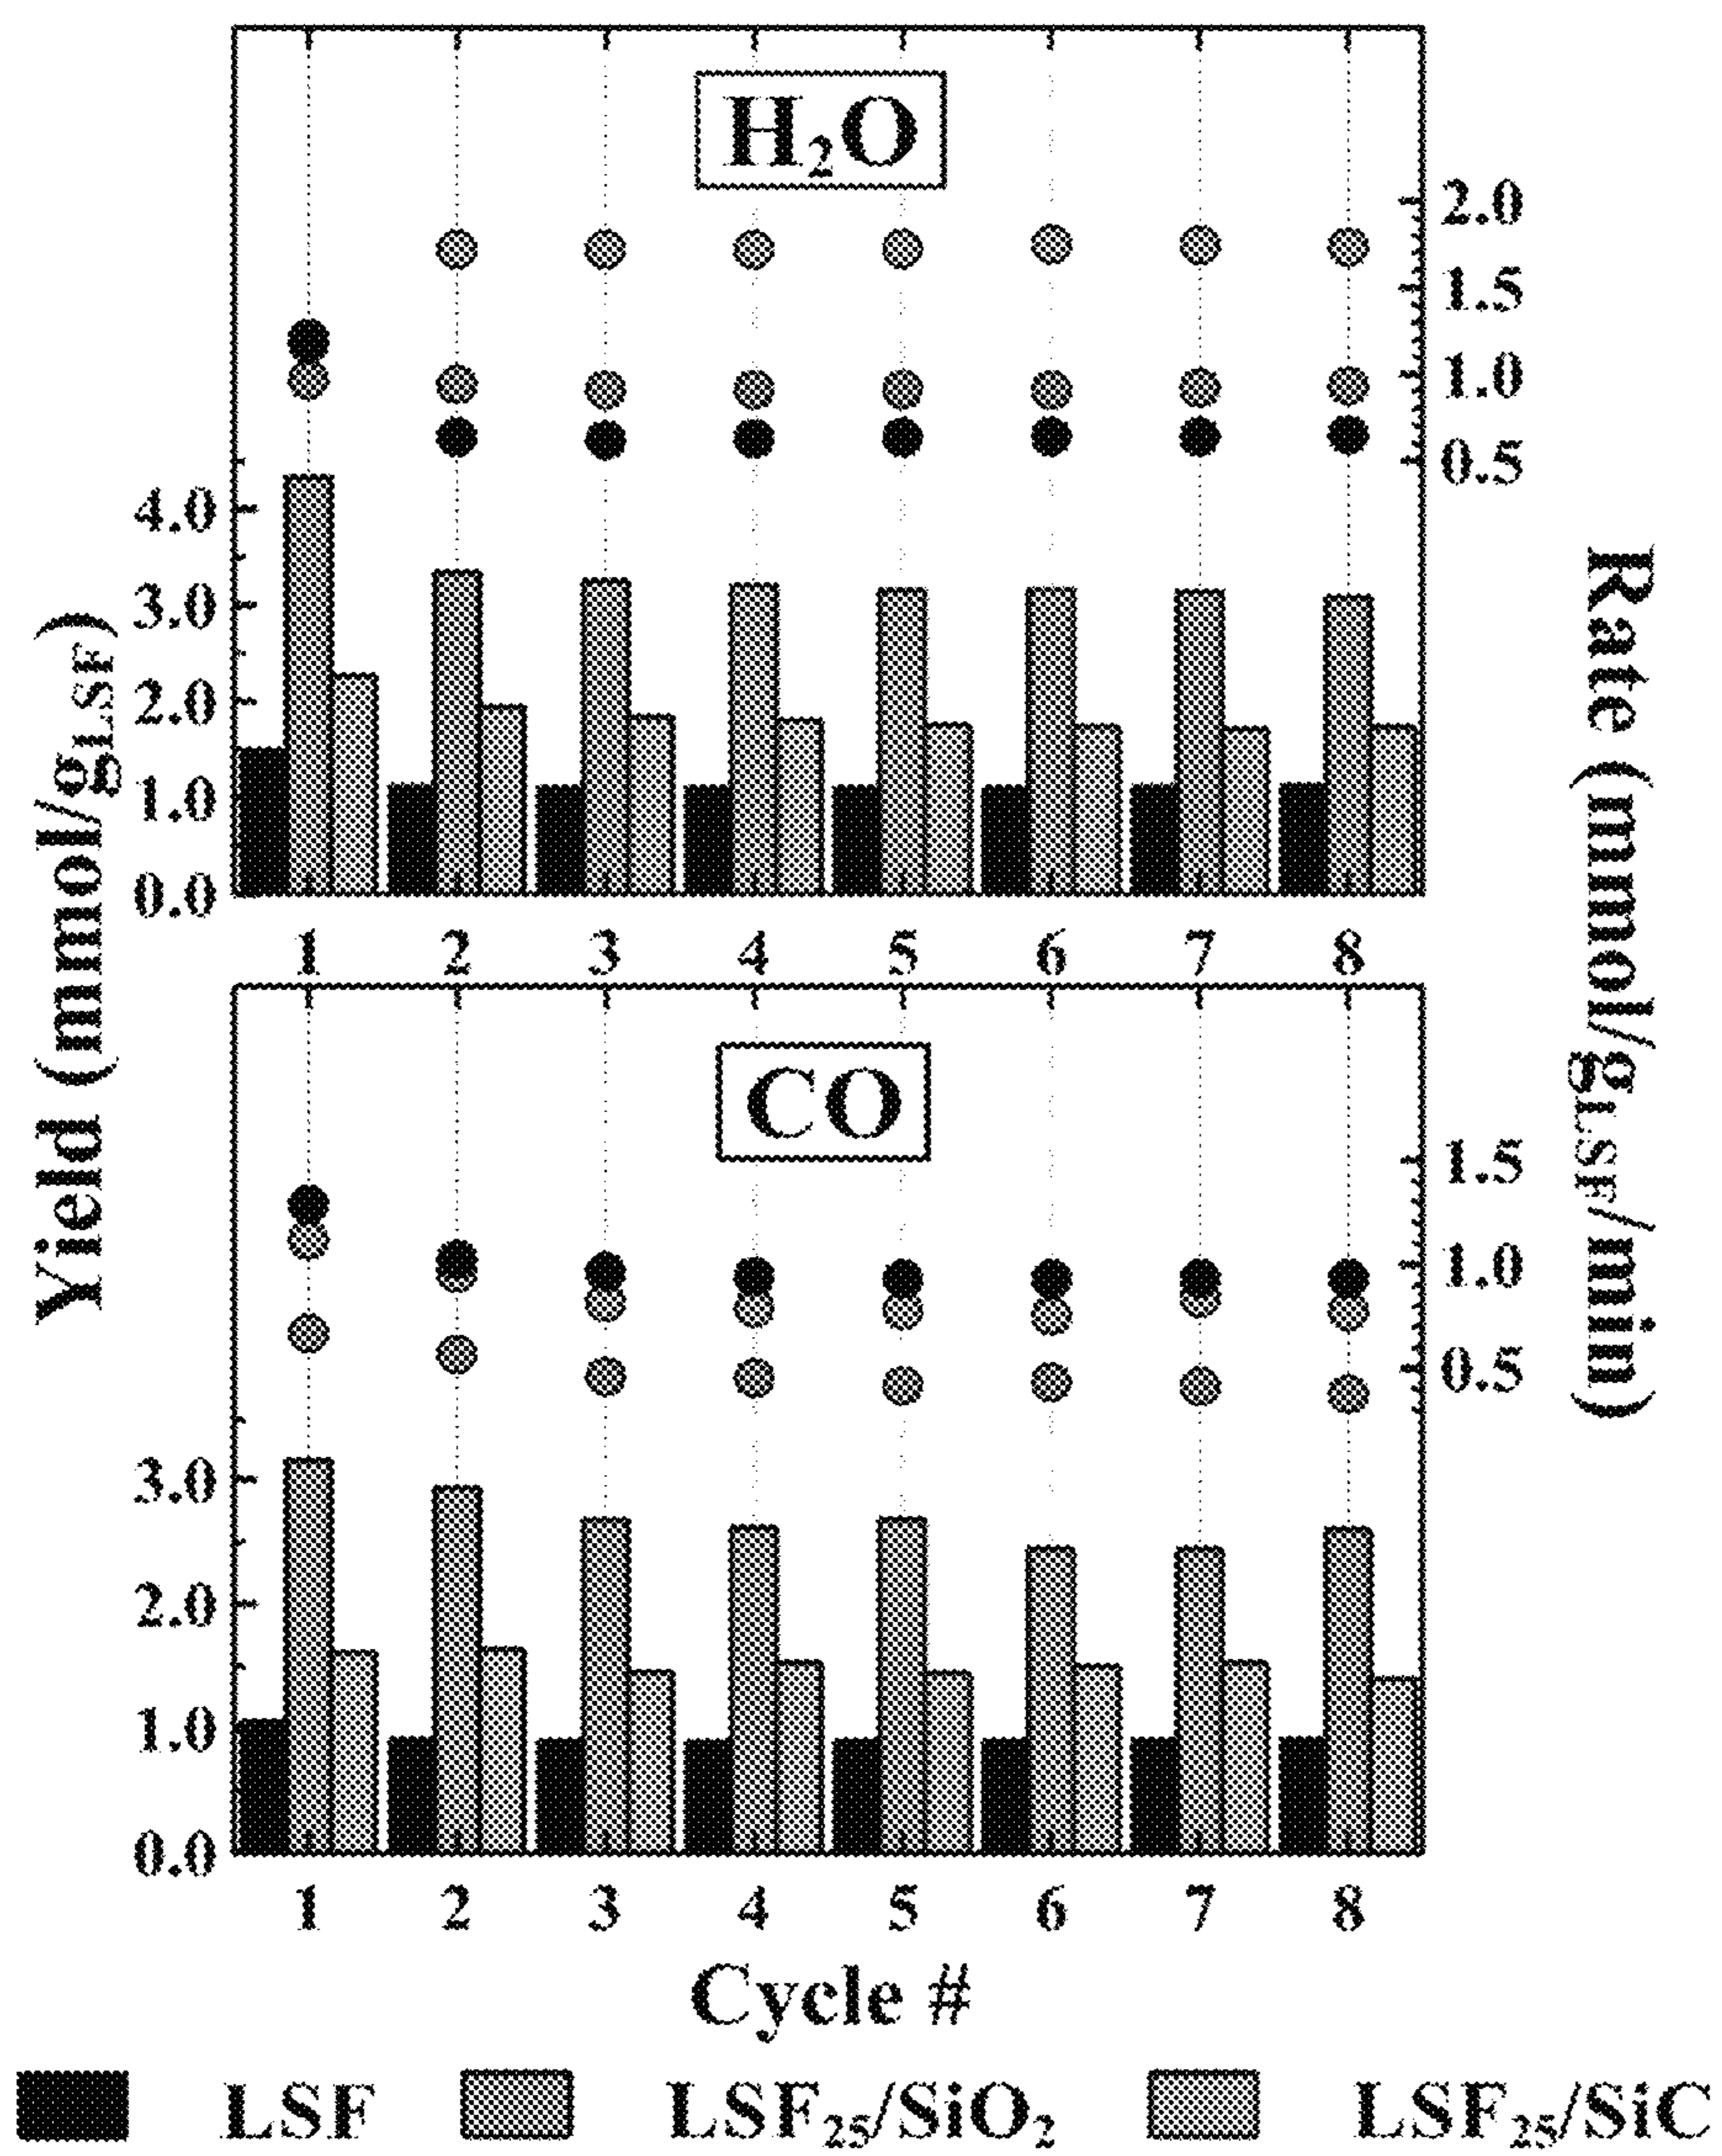 H₂O
2.0
1.5
1.0
0.5
4.0
3.0
2.0
1.0
0.0
1 2 3 4 5 6 7 8
Yield (mmol/gLSF)
Rate (mmol/gLSF/min)
CO
1.5
1.0
0.5
3.0
2.0
1.0
0.0
1 2 3 4 5 6 7 8
Cycle #
LSF LSF₂₅/SiO₂ LSF₂₅/SiC